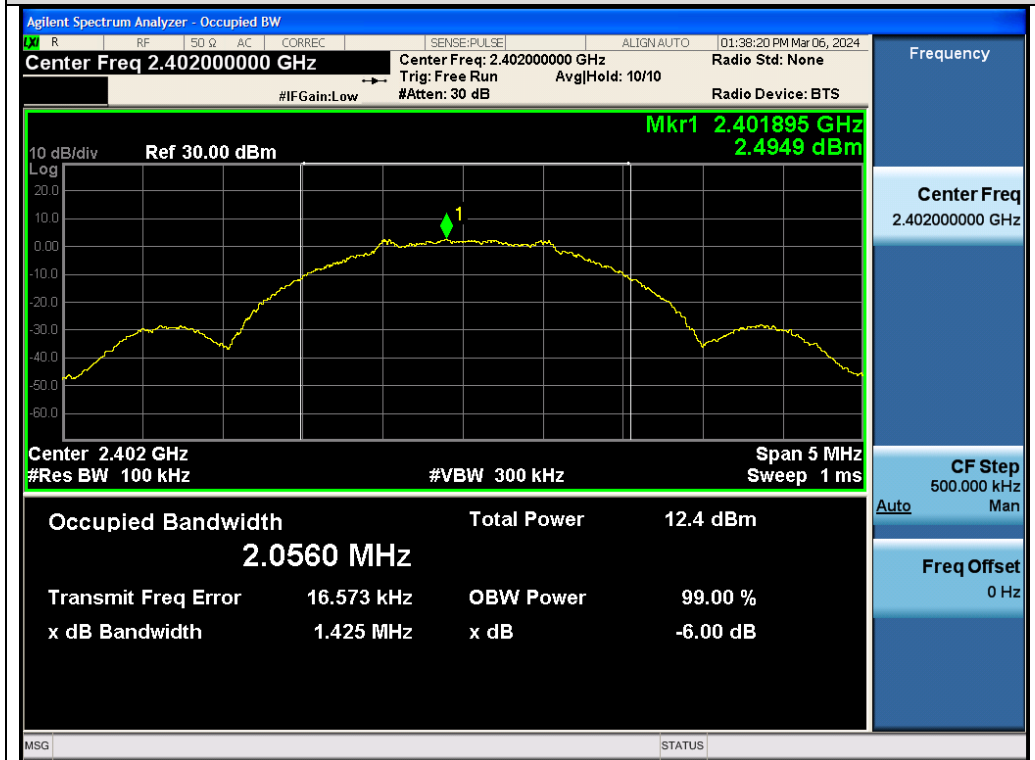 Agilent Spectrum Analyzer - Occupied BW
LXI R RF 50 Ω AC CORREC SENSE:PULSE ALIGN AUTO 01:38:20 PM Mar 06, 2024
Center Freq 2.402000000 GHz
Center Freq: 2.402000000 GHz Radio Std: None
Trig: Free Run Avg|Hold: 10/10
#IFGain:Low #Atten: 30 dB Radio Device: BTS
Mkr1 2.401895 GHz
2.4949 dBm
10 dB/div Ref 30.00 dBm
Log
20.0
10.0
0.00
-10.0
-20.0
-30.0
-40.0
-50.0
-60.0
1
Center 2.402 GHz Span 5 MHz
#Res BW 100 kHz #VBW 300 kHz Sweep 1 ms
Occupied Bandwidth Total Power 12.4 dBm
2.0560 MHz
Transmit Freq Error 16.573 kHz OBW Power 99.00 %
x dB Bandwidth 1.425 MHz x dB -6.00 dB
Frequency
Center Freq
2.402000000 GHz
CF Step
500.000 kHz
Auto Man
Freq Offset
0 Hz
MSG STATUS